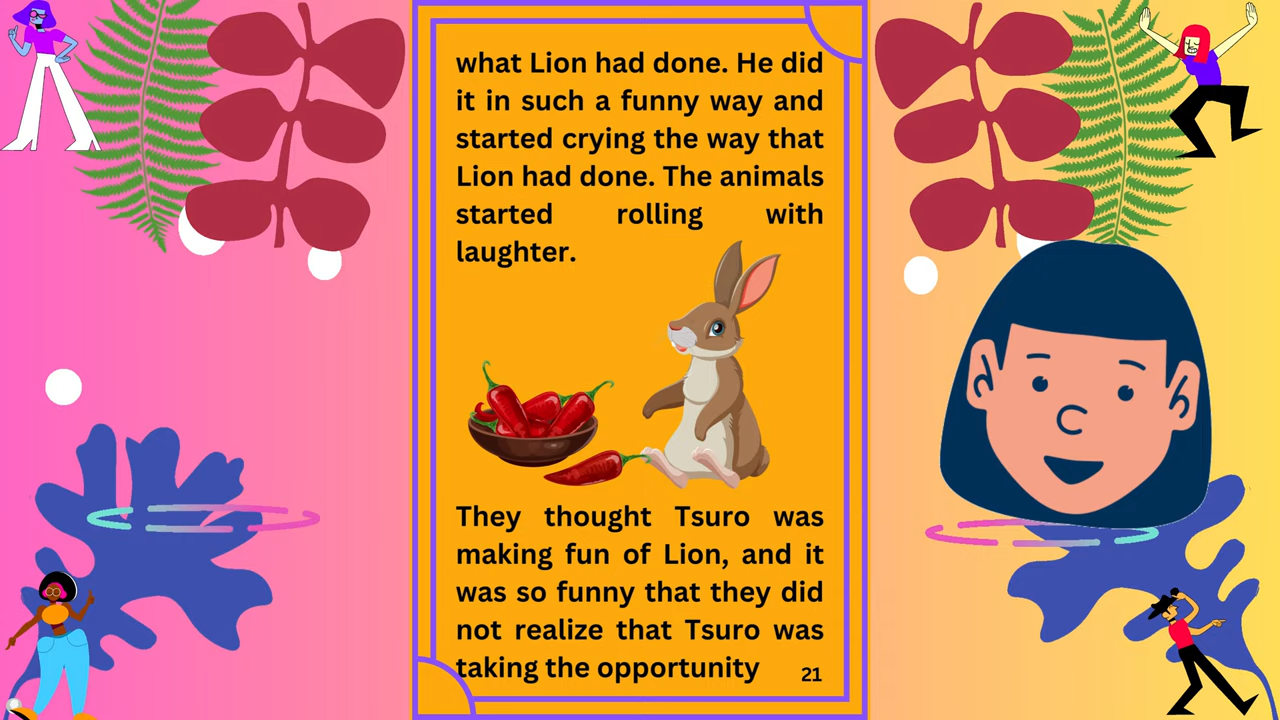 what Lion had done. He did
it in such a funny way and
started crying the way that
Lion had done. The animals
started rolling with
laughter.
They thought Tsuro was
making fun of Lion, and it
was so funny that they did
not realize that Tsuro was
taking the opportunity
21